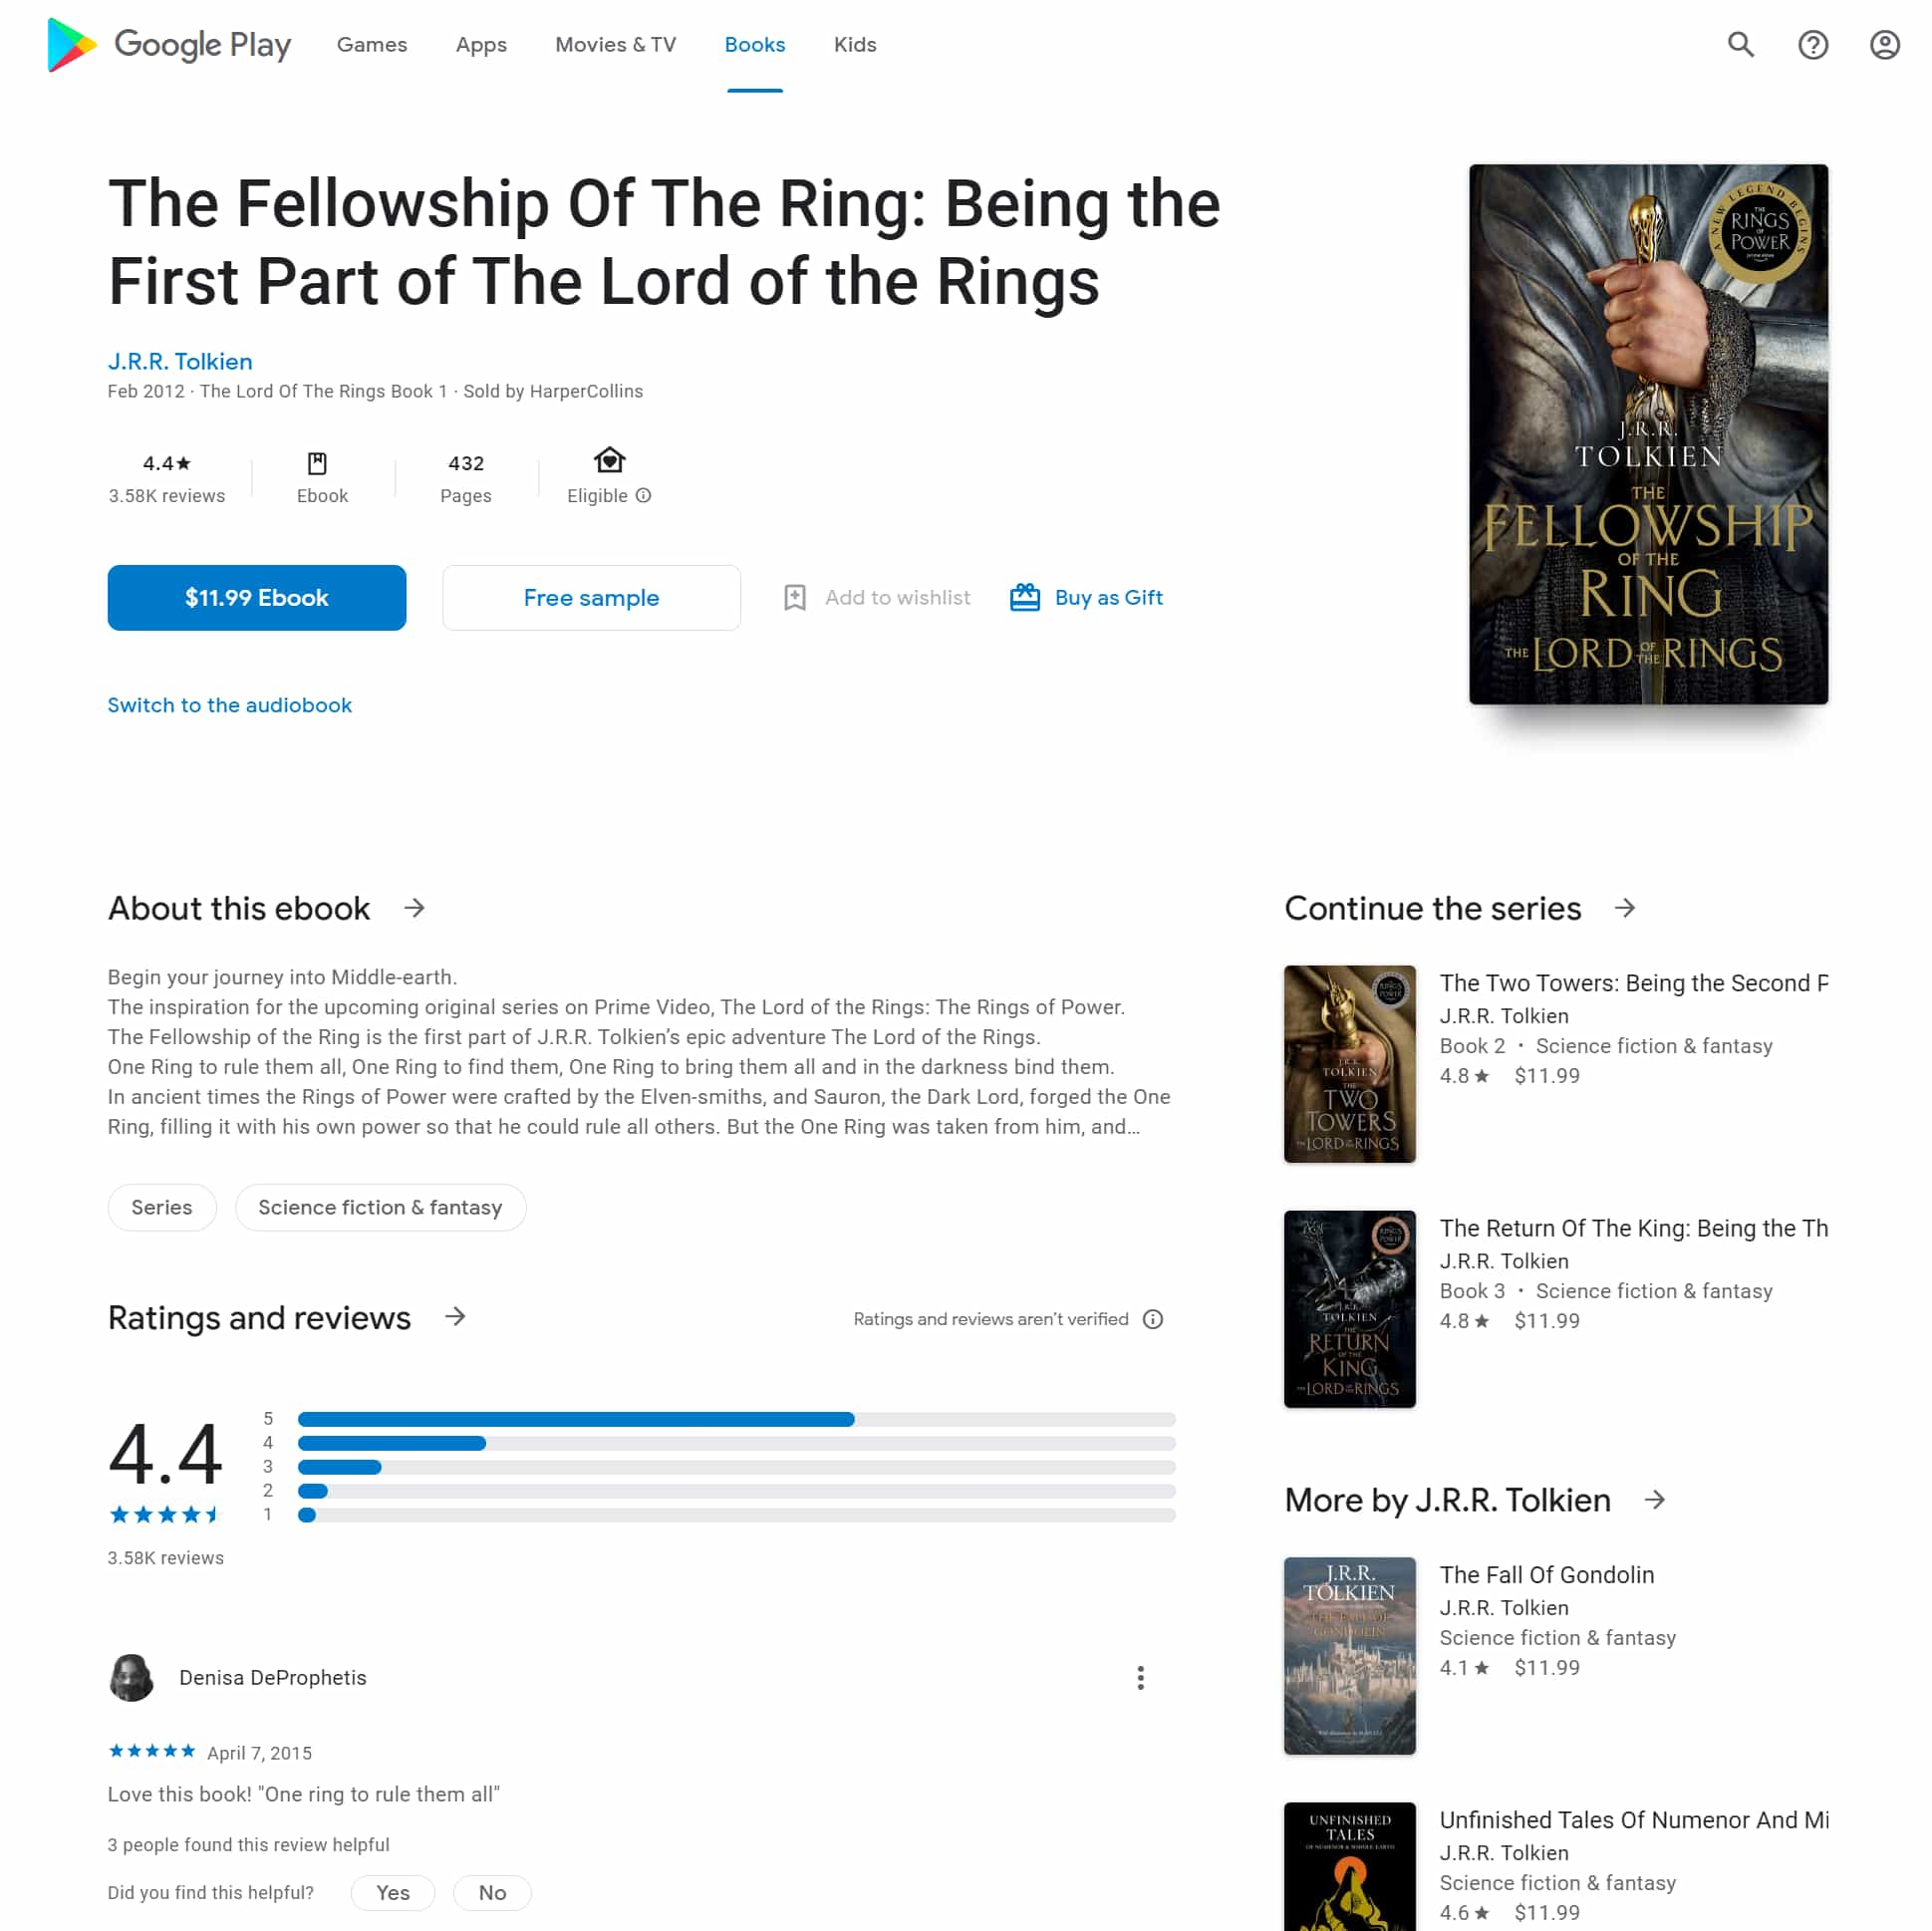 Google Play
Games
Apps
Movies & TV
Books
Kids
The Fellowship Of The Ring: Being the
First Part of The Lord of the Rings
J.R.R. Tolkien
Feb 2012 · The Lord Of The Rings Book 1 · Sold by HarperCollins
4.4★
3.58K reviews
Ebook
432
Pages
Eligible
$11.99 Ebook
Free sample
Add to wishlist
Buy as Gift
Switch to the audiobook
A NEW LEGEND BEGINS
THE
RINGS
OF
POWER
prime video
J.R.R.
TOLKIEN
THE
FELLOWSHIP
OF THE
RING
THE LORD OF THE RINGS
About this ebook
Begin your journey into Middle-earth.
The inspiration for the upcoming original series on Prime Video, The Lord of the Rings: The Rings of Power.
The Fellowship of the Ring is the first part of J.R.R. Tolkien’s epic adventure The Lord of the Rings.
One Ring to rule them all, One Ring to find them, One Ring to bring them all and in the darkness bind them.
In ancient times the Rings of Power were crafted by the Elven-smiths, and Sauron, the Dark Lord, forged the One
Ring, filling it with his own power so that he could rule all others. But the One Ring was taken from him, and…
Series
Science fiction & fantasy
Ratings and reviews
Ratings and reviews aren’t verified
4.4
5
4
3
2
1
3.58K reviews
Denisa DeProphetis
April 7, 2015
Love this book! "One ring to rule them all"
3 people found this review helpful
Did you find this helpful?
Yes
No
Continue the series
RINGS
POWER
J.R.R.
TOLKIEN
THE
TWO
TOWERS
THE LORD OF THE RINGS
The Two Towers: Being the Second P
J.R.R. Tolkien
Book 2 • Science fiction & fantasy
4.8 ★ $11.99
RINGS
POWER
J.R.R.
TOLKIEN
THE
RETURN
OF THE
KING
THE LORD OF THE RINGS
The Return Of The King: Being the Th
J.R.R. Tolkien
Book 3 • Science fiction & fantasy
4.8 ★ $11.99
More by J.R.R. Tolkien
J.R.R.
TOLKIEN
THE FALL OF
GONDOLIN
The Fall Of Gondolin
J.R.R. Tolkien
Science fiction & fantasy
4.1 ★ $11.99
UNFINISHED
TALES
OF NUMENOR & MIDDLE-EARTH
Unfinished Tales Of Numenor And Mi
J.R.R. Tolkien
Science fiction & fantasy
4.6 ★ $11.99